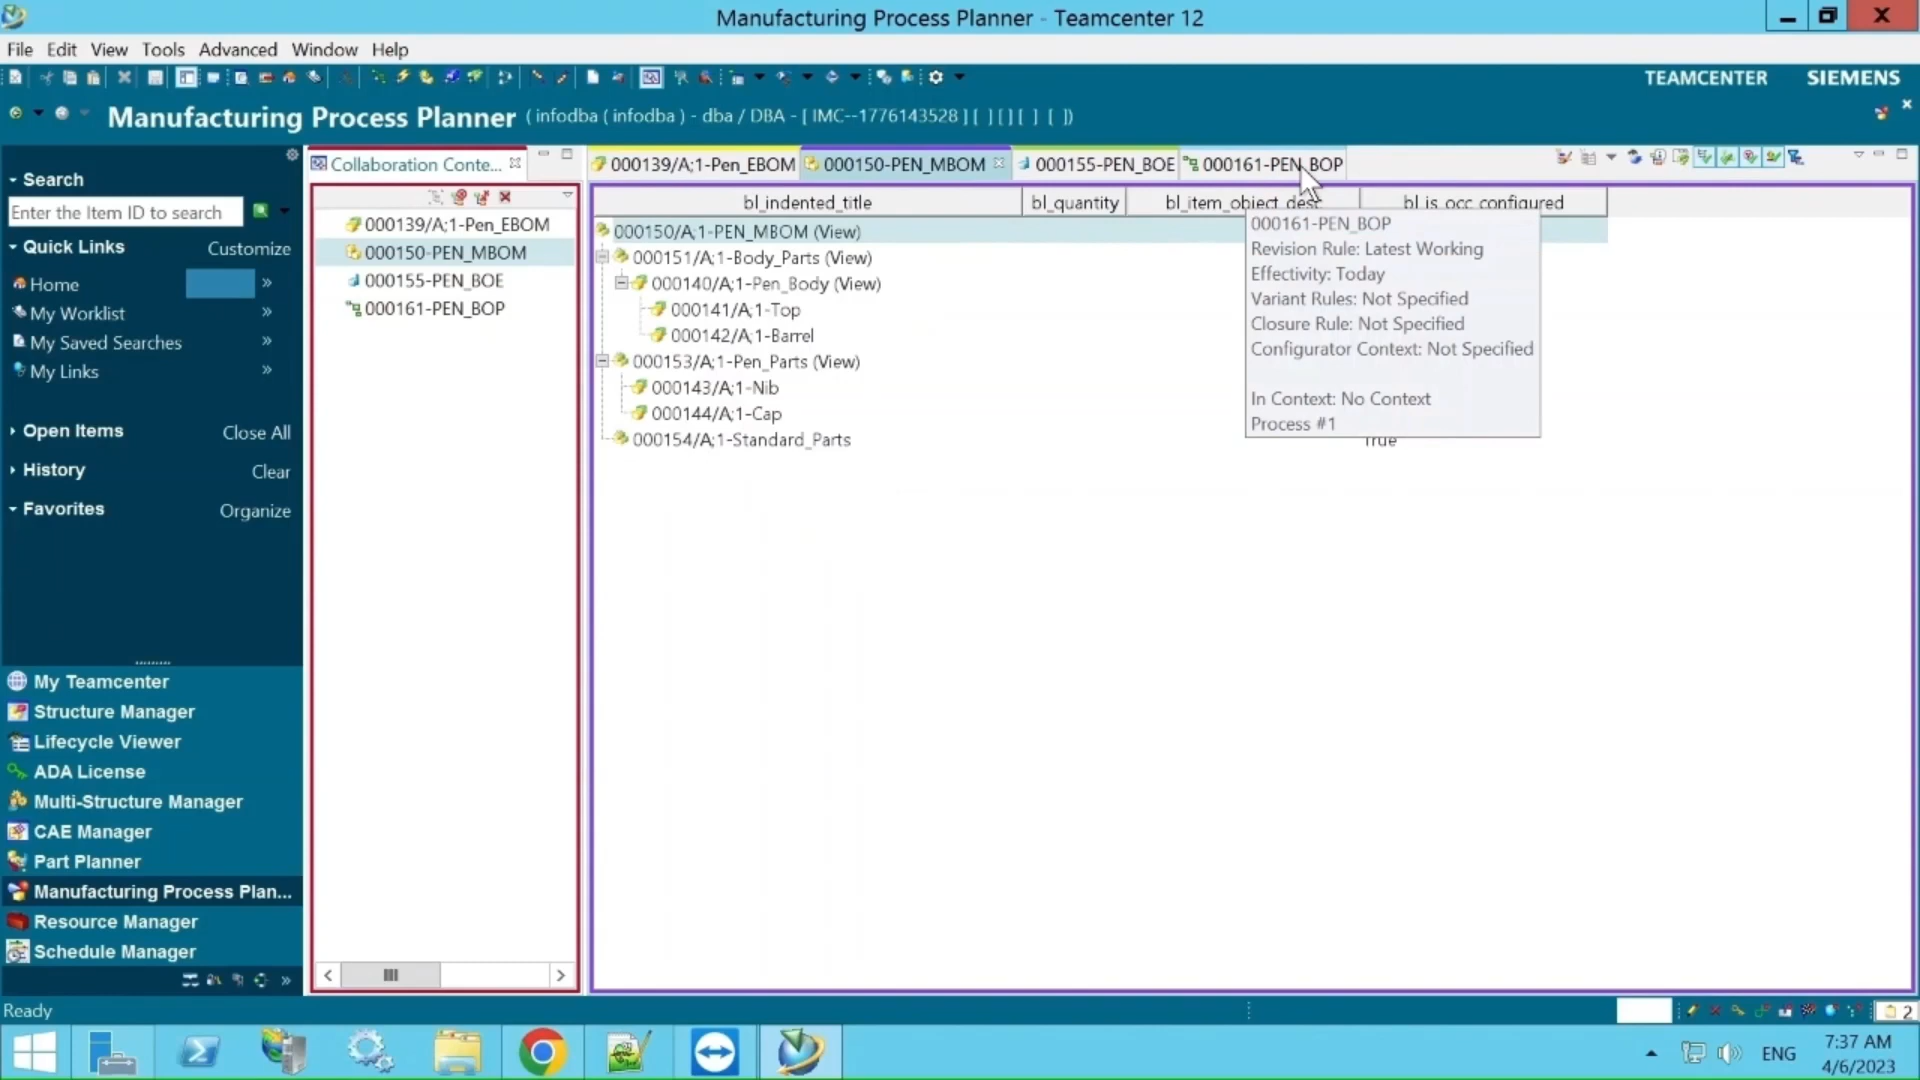 Manufacturing Process Planner - Teamcenter 12
File Edit View Tools Advanced Window Help
TEAMCENTER SIEMENS
Manufacturing Process Planner ( infodba ( infodba ) - dba / DBA - [ IMC--1776143528 ] [ ] [ ] [ ] [ ])
Search
Enter the Item ID to search
Quick Links Customize
Home
My Worklist
My Saved Searches
My Links
Open Items Close All
History Clear
Favorites Organize
My Teamcenter
Structure Manager
Lifecycle Viewer
ADA License
Multi-Structure Manager
CAE Manager
Part Planner
Manufacturing Process Plan...
Resource Manager
Schedule Manager
Collaboration Conte...
000139/A;1-Pen_EBOM
000150-PEN_MBOM
000155-PEN_BOE
000161-PEN_BOP
000139/A;1-Pen_EBOM 000150-PEN_MBOM 000155-PEN_BOE 000161-PEN_BOP
bl_indented_title bl_quantity bl_item_object_desc bl_is_occ_configured
000150/A;1-PEN_MBOM (View)
000151/A;1-Body_Parts (View)
000140/A;1-Pen_Body (View)
000141/A;1-Top
000142/A;1-Barrel
000153/A;1-Pen_Parts (View)
000143/A;1-Nib
000144/A;1-Cap
000154/A;1-Standard_Parts True
000161-PEN_BOP
Revision Rule: Latest Working
Effectivity: Today
Variant Rules: Not Specified
Closure Rule: Not Specified
Configurator Context: Not Specified
In Context: No Context
Process #1
Ready
2
ENG
7:37 AM
4/6/2023